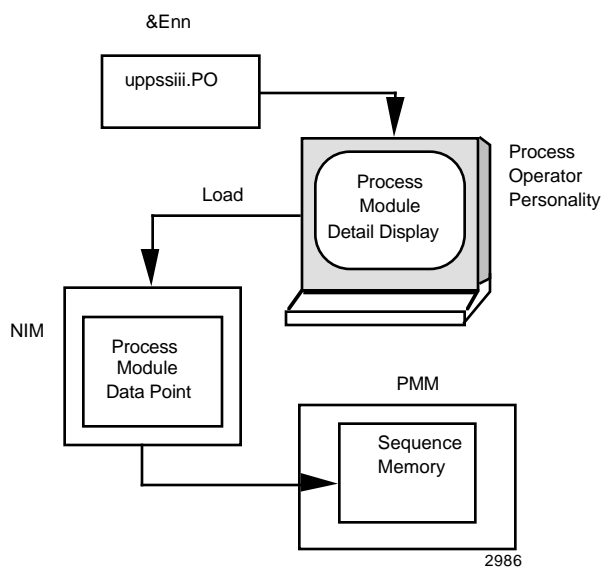 &Enn
uppssiii.PO
Process
Operator
Personality
Process
Module
Detail Display
Load
NIM
Process
Module
Data Point
PMM
Sequence
Memory
2986